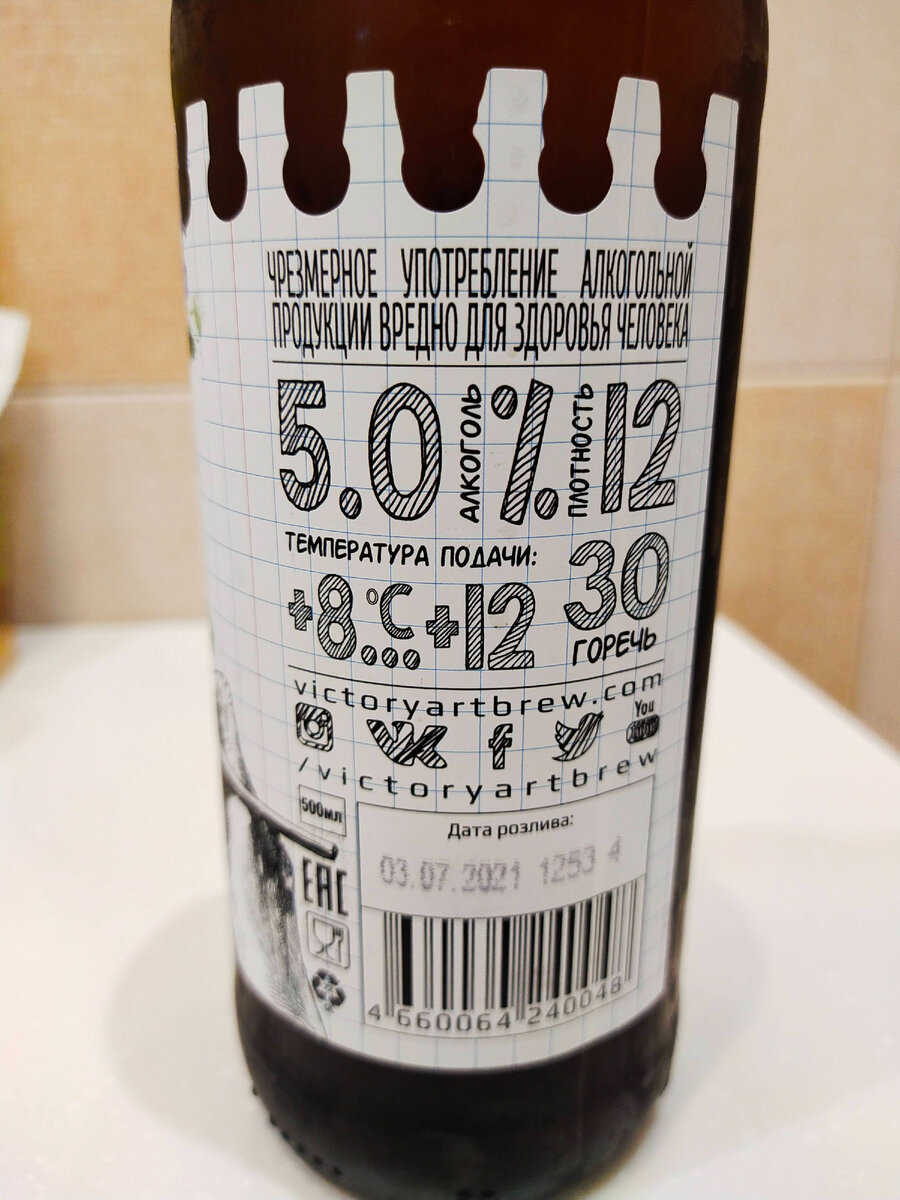 ЧРЕЗМЕРНОЕ УПОТРЕБЛЕНИЕ АЛКОГОЛЬНОЙ
ПРОДУКЦИИ ВРЕДНО ДЛЯ ЗДОРОВЬЯ ЧЕЛОВЕКА
5.0 АЛКОГОЛЬ % ПЛОТНОСТЬ 12
ТЕМПЕРАТУРА ПОДАЧИ:
+8...°C+12
30
ГОРЕЧЬ
victoryartbrew.com
You
/victoryartbrew
500мл
Дата розлива:
03.07.2021 1253 4
EAC
4 660064 240048